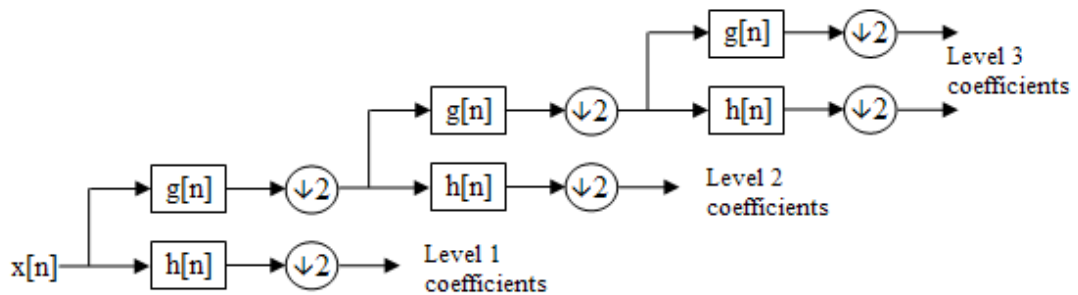 g[n]
↓2
Level 3
coefficients
g[n]
↓2
h[n]
↓2
g[n]
↓2
h[n]
↓2
Level 2
coefficients
x[n]
h[n]
↓2
Level 1
coefficients